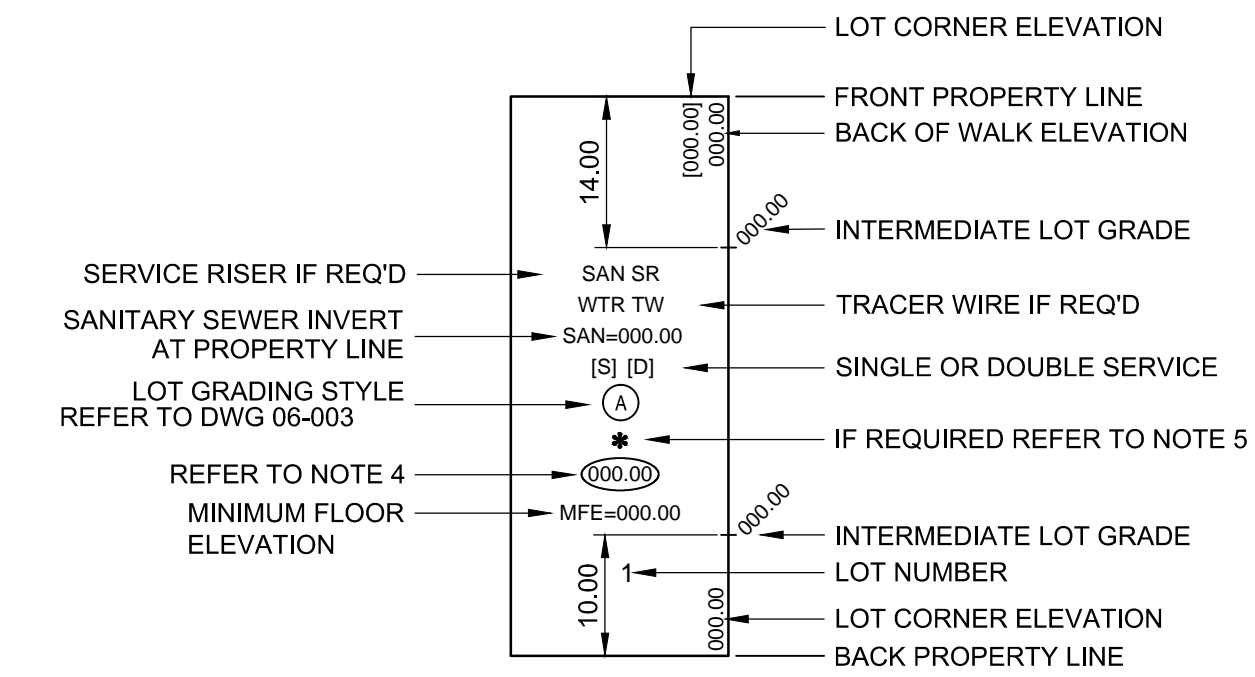 LOT CORNER ELEVATION
FRONT PROPERTY LINE
BACK OF WALK ELEVATION
[000.00]
000.00
14.00
000.00
INTERMEDIATE LOT GRADE
SERVICE RISER IF REQ'D
SAN SR
WTR TW
TRACER WIRE IF REQ'D
SANITARY SEWER INVERT
AT PROPERTY LINE
SAN=000.00
[S] [D]
SINGLE OR DOUBLE SERVICE
LOT GRADING STYLE
REFER TO DWG 06-003
A
*
IF REQUIRED REFER TO NOTE 5
REFER TO NOTE 4
000.00
MINIMUM FLOOR
ELEVATION
MFE=000.00
000.00
INTERMEDIATE LOT GRADE
10.00
1
LOT NUMBER
000.00
LOT CORNER ELEVATION
BACK PROPERTY LINE